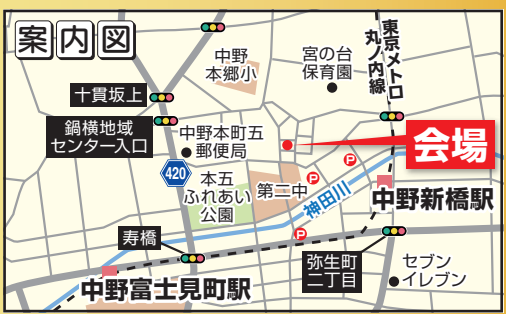 案内図
中野
本郷小
宮の台
保育園
東京メトロ
丸ノ内線
十貫坂上
鍋横地域
センター入口
中野本町五
郵便局
会場
420
本五
ふれあい
公園
第二中
P
P
神田川
中野新橋駅
P
寿橋
弥生町
二丁目
セブン
イレブン
中野富士見町駅